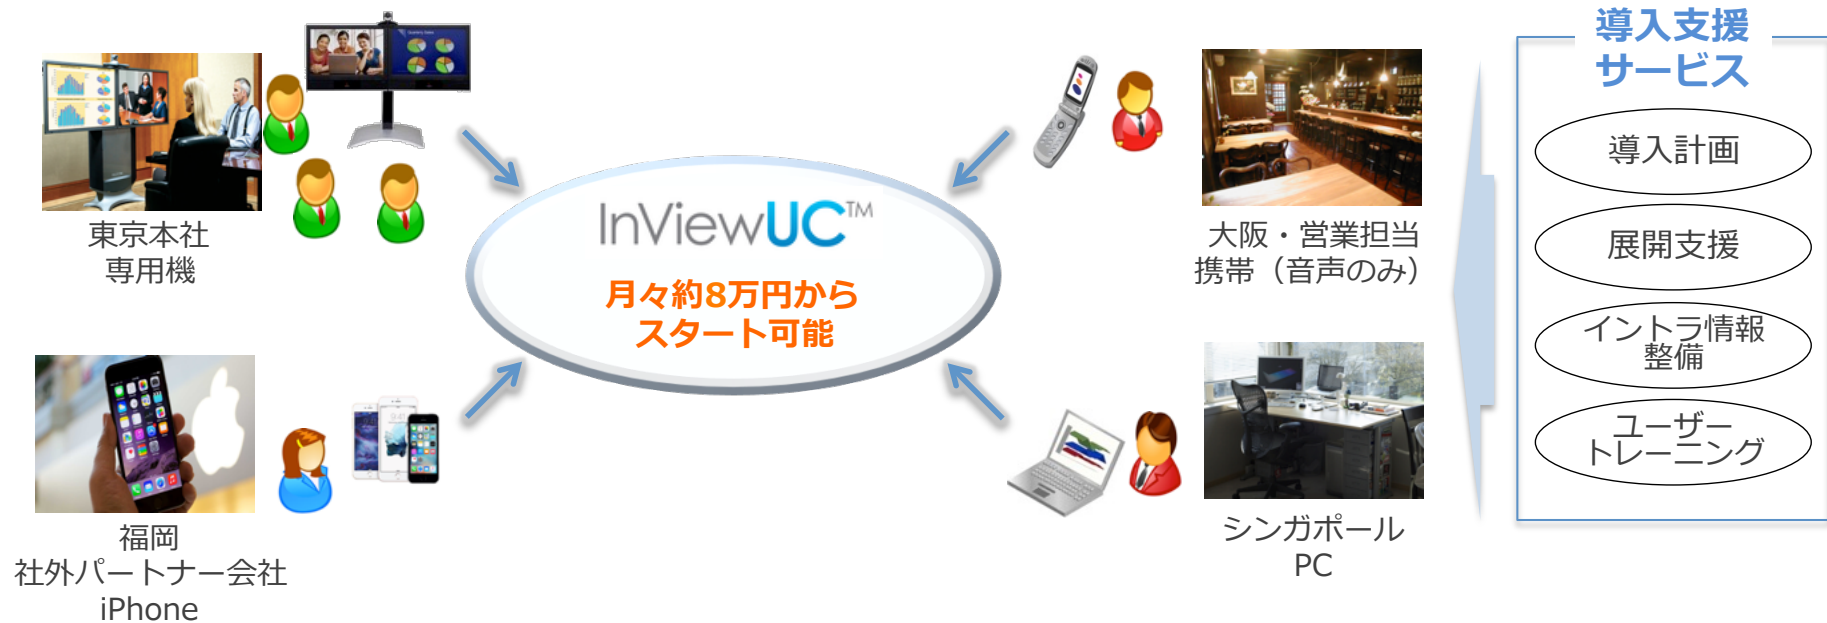 東京本社
専用機
福岡
社外パートナー会社
iPhone
InViewUC™
月々約8万円から
スタート可能
大阪・営業担当
携帯（音声のみ）
シンガポール
PC
導入支援
サービス
導入計画
展開支援
イントラ情報
整備
ユーザー
トレーニング